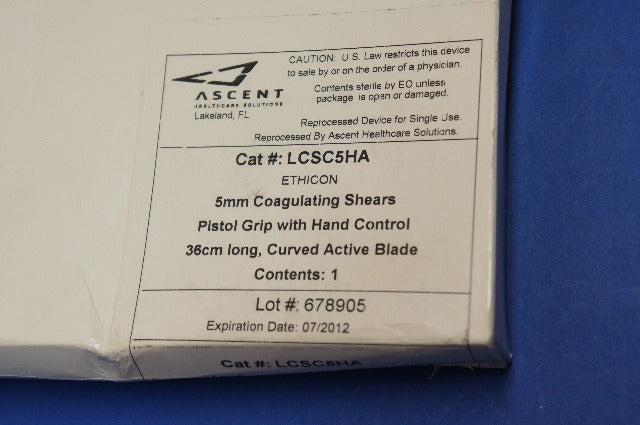 ASCENT
HEALTHCARE SOLUTIONS
Lakeland, FL
CAUTION: U.S. Law restricts this device
to sale by or on the order of a physician.
Contents sterile by EO unless
package is open or damaged.
Reprocessed Device for Single Use.
Reprocessed By Ascent Healthcare Solutions.
Cat #: LCSC5HA
ETHICON
5mm Coagulating Shears
Pistol Grip with Hand Control
36cm long, Curved Active Blade
Contents: 1
Lot #: 678905
Expiration Date: 07/2012
Cat #: LCSC5HA